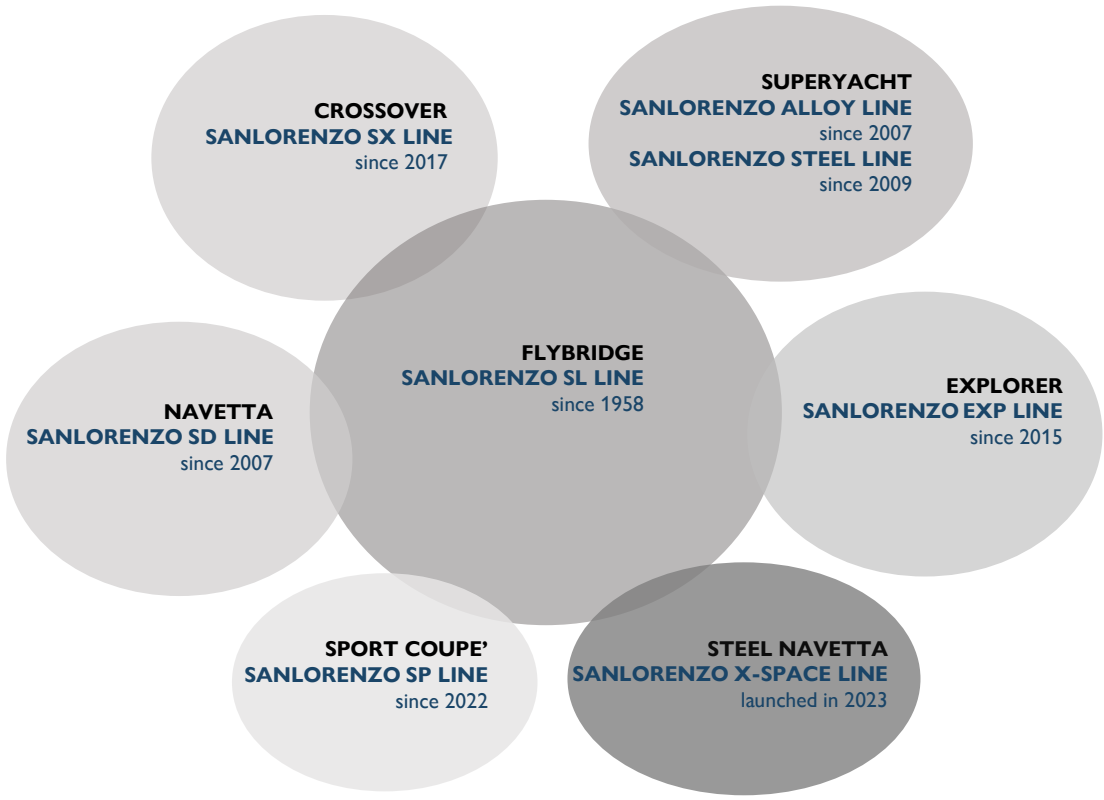 CROSSOVER
SANLORENZO SX LINE
since 2017
SUPERYACHT
SANLORENZO ALLOY LINE
since 2007
SANLORENZO STEEL LINE
since 2009
FLYBRIDGE
SANLORENZO SL LINE
since 1958
NAVETTA
SANLORENZO SD LINE
since 2007
EXPLORER
SANLORENZO EXP LINE
since 2015
SPORT COUPE’
SANLORENZO SP LINE
since 2022
STEEL NAVETTA
SANLORENZO X-SPACE LINE
launched in 2023